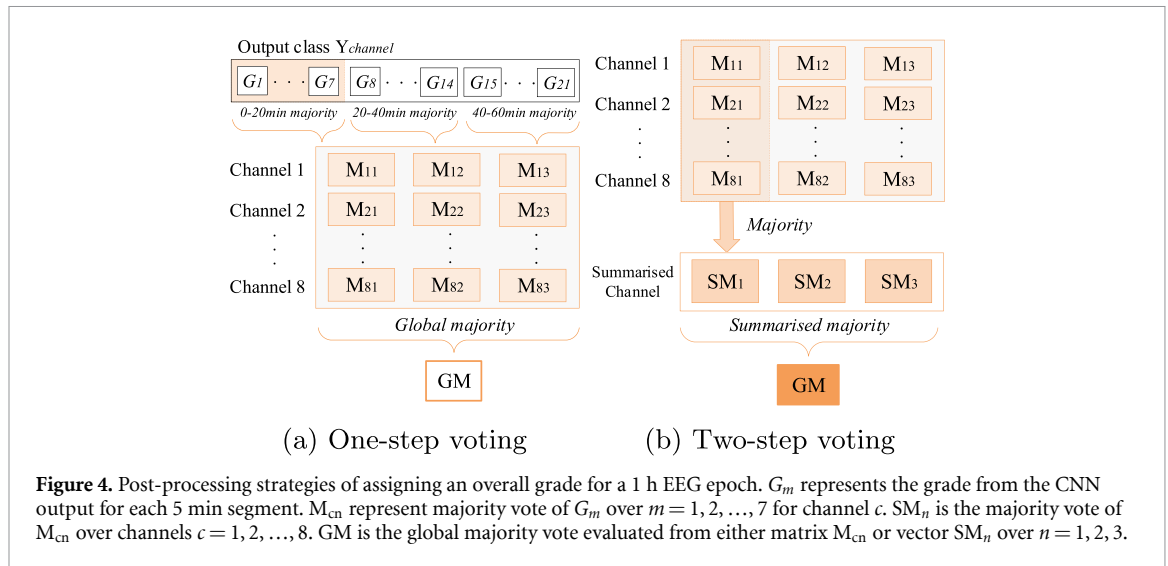 Output class Ychannel
G1 · · · G7 G8 · · · G14 G15 · · · G21
0-20min majority 20-40min majority 40-60min majority
Channel 1 M11 M12 M13
Channel 2 M21 M22 M23
Channel 8 M81 M82 M83
Global majority
GM
(a) One-step voting
Channel 1 M11 M12 M13
Channel 2 M21 M22 M23
Channel 8 M81 M82 M83
Majority
Summarised
Channel
SM1 SM2 SM3
Summarised majority
GM
(b) Two-step voting
Figure 4. Post-processing strategies of assigning an overall grade for a 1 h EEG epoch. Gm represents the grade from the CNN
output for each 5 min segment. Mcn represent majority vote of Gm over m = 1, 2, …, 7 for channel c. SMn is the majority vote of
Mcn over channels c = 1, 2, …, 8. GM is the global majority vote evaluated from either matrix Mcn or vector SMn over n = 1, 2, 3.